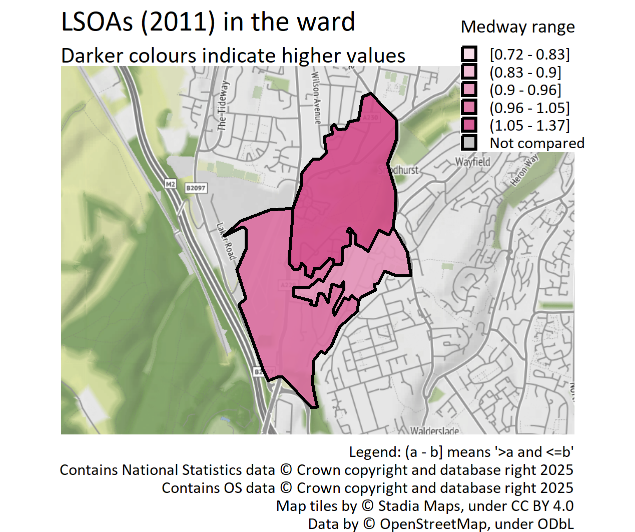 LSOAs (2011) in the ward
Darker colours indicate higher values
Medway range
[0.72 - 0.83]
(0.83 - 0.9]
(0.9 - 0.96]
(0.96 - 1.05]
(1.05 - 1.37]
Not compared
The-Tideway
Wilson-Avenue
Wayfield
dhurst
Heron-Way
M2
B2097
Road
Walderslade
Legend: (a - b] means '>a and <=b'
Contains National Statistics data © Crown copyright and database right 2025
Contains OS data © Crown copyright and database right 2025
Map tiles by © Stadia Maps, under CC BY 4.0
Data by © OpenStreetMap, under ODbL